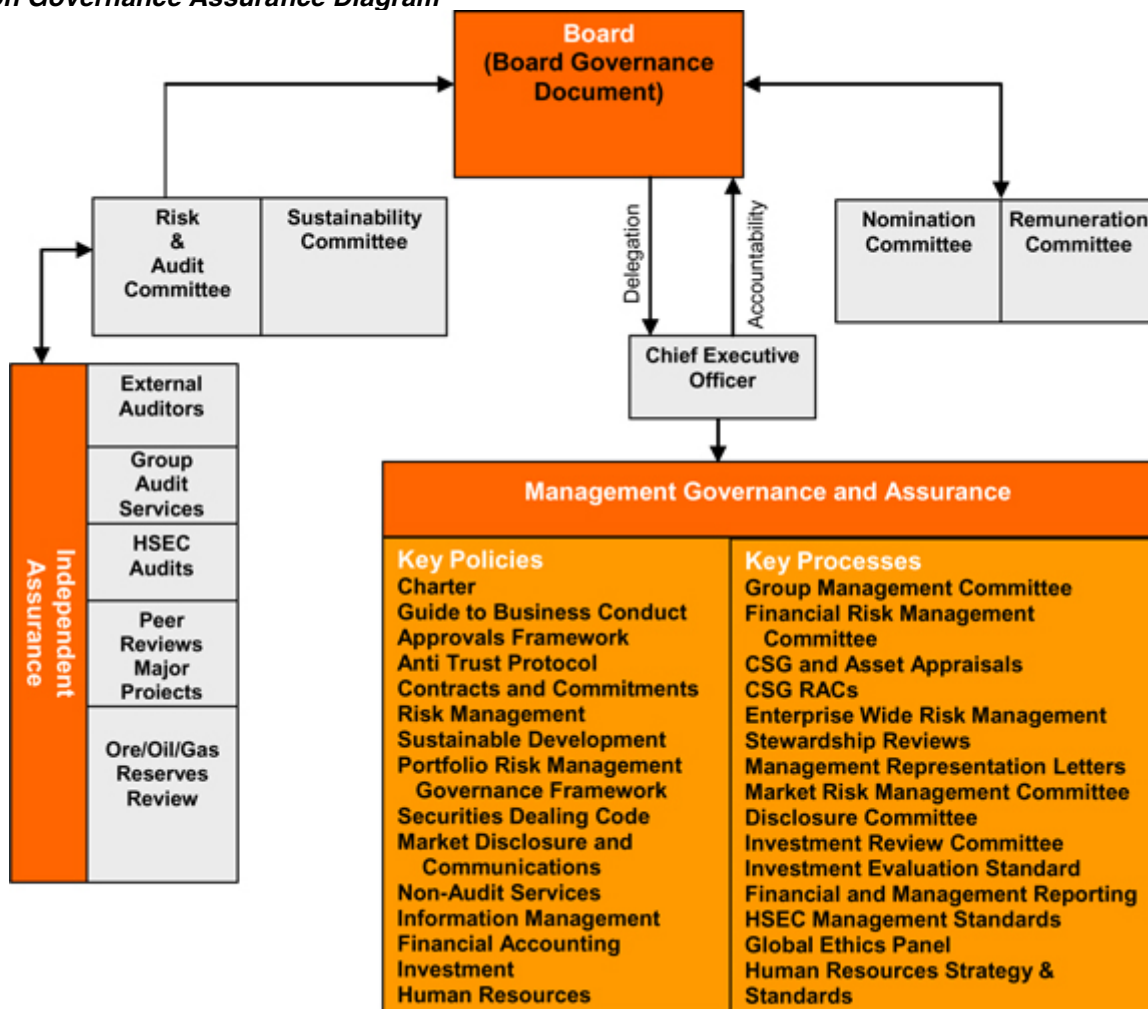 on Governance Assurance Diagram
Board
(Board Governance
Document)
Risk
&
Audit
Committee
Sustainability
Committee
Delegation
Accountability
Nomination
Committee
Remuneration
Committee
Chief Executive
Officer
Independent
Assurance
External
Auditors
Group
Audit
Services
HSEC
Audits
Peer
Reviews
Major
Projects
Ore/Oil/Gas
Reserves
Review
Management Governance and Assurance
Key Policies
Charter
Guide to Business Conduct
Approvals Framework
Anti Trust Protocol
Contracts and Commitments
Risk Management
Sustainable Development
Portfolio Risk Management
Governance Framework
Securities Dealing Code
Market Disclosure and
Communications
Non-Audit Services
Information Management
Financial Accounting
Investment
Human Resources
Key Processes
Group Management Committee
Financial Risk Management
Committee
CSG and Asset Appraisals
CSG RACs
Enterprise Wide Risk Management
Stewardship Reviews
Management Representation Letters
Market Risk Management Committee
Disclosure Committee
Investment Review Committee
Investment Evaluation Standard
Financial and Management Reporting
HSEC Management Standards
Global Ethics Panel
Human Resources Strategy &
Standards